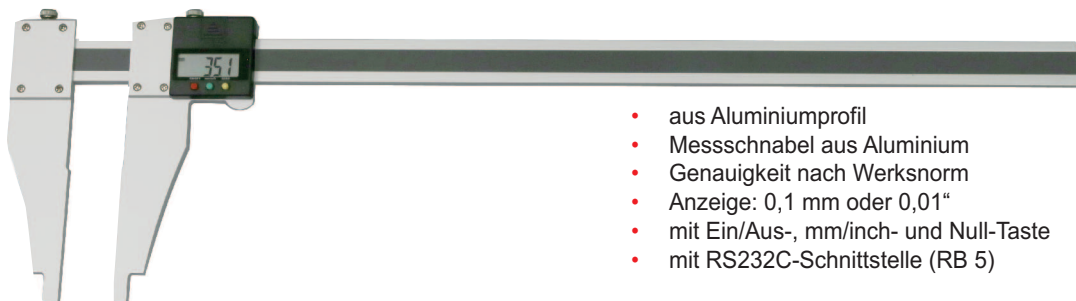 351
• aus Aluminiumprofil
• Messschnabel aus Aluminium
• Genauigkeit nach Werksnorm
• Anzeige: 0,1 mm oder 0,01“
• mit Ein/Aus-, mm/inch- und Null-Taste
• mit RS232C-Schnittstelle (RB 5)